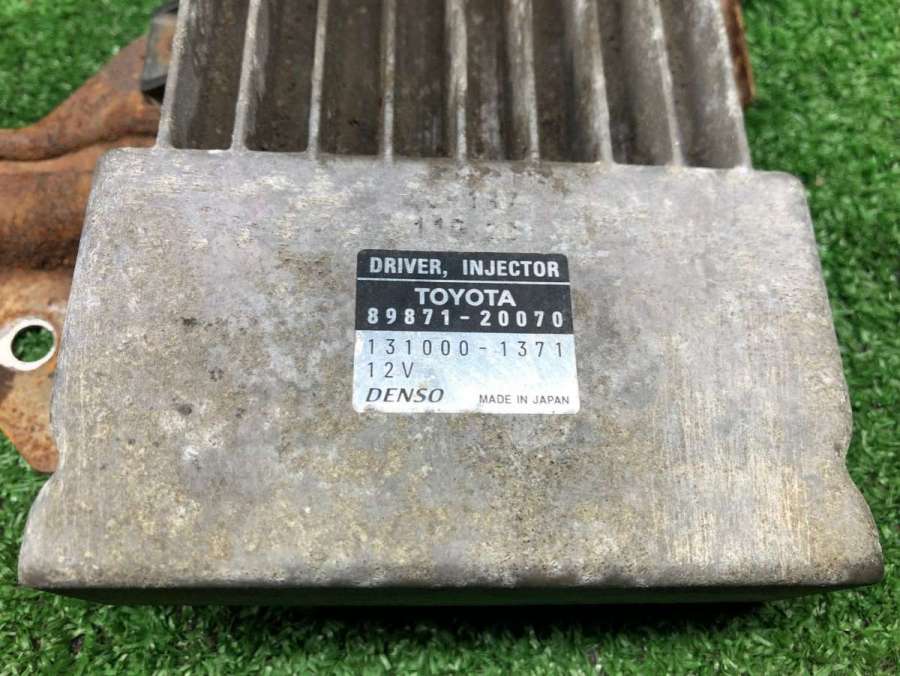 DRIVER, INJECTOR
TOYOTA
89871-20070
131000-1371
12V
DENSO MADE IN JAPAN